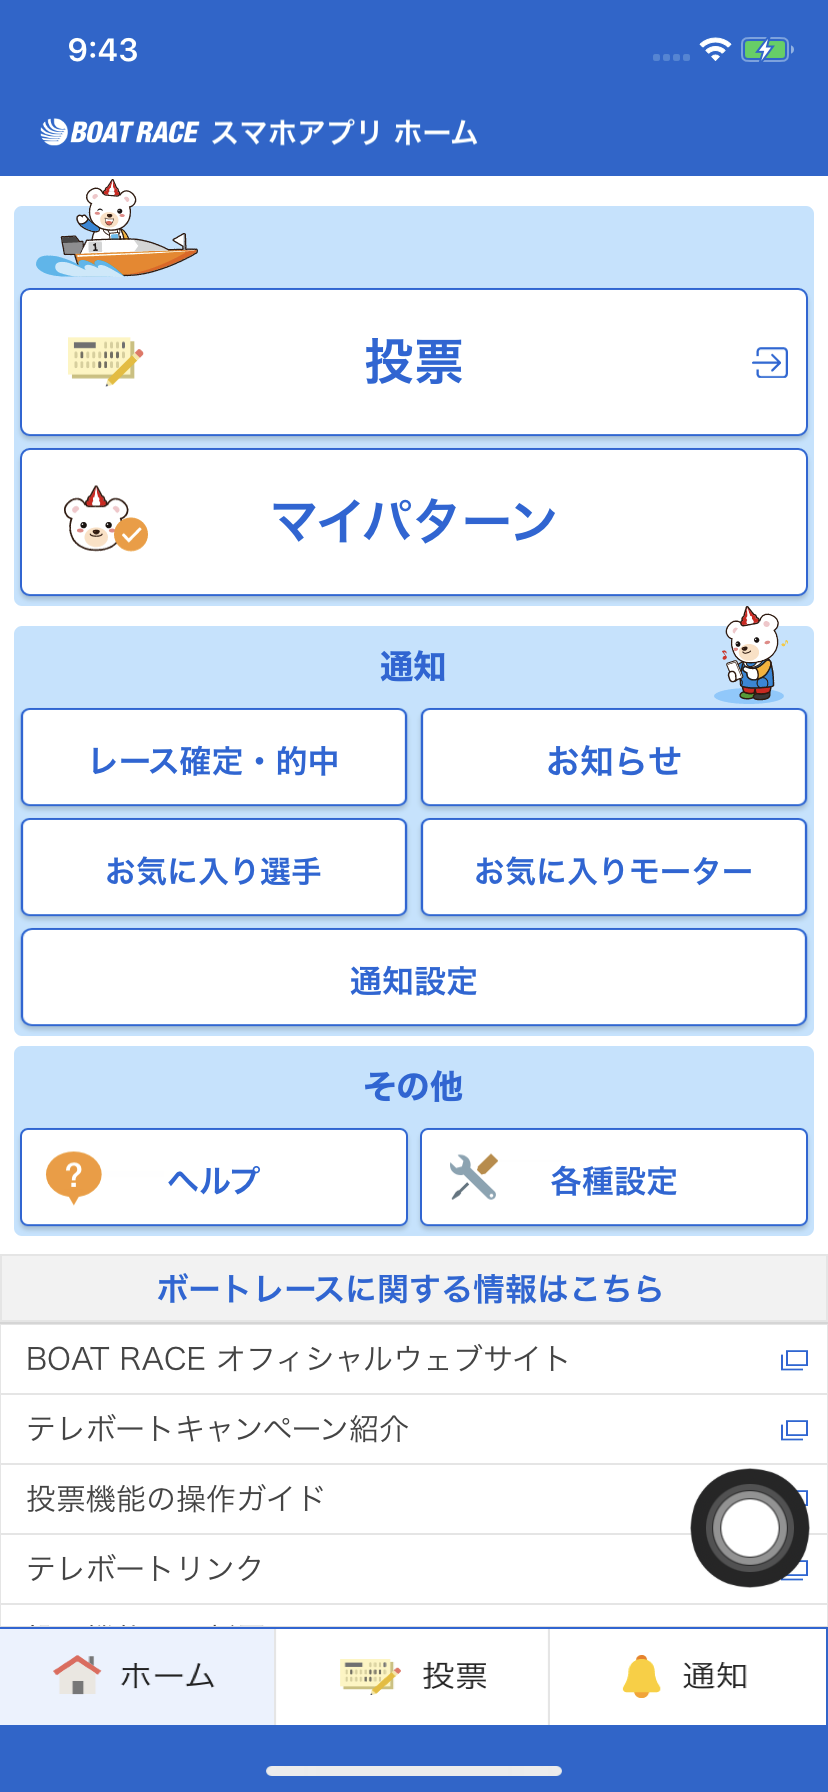 9:43
BOAT RACE スマホアプリ ホーム
1
投票
マイパターン
通知
レース確定・的中
お知らせ
お気に入り選手
お気に入りモーター
通知設定
その他
?
ヘルプ
各種設定
ボートレースに関する情報はこちら
BOAT RACE オフィシャルウェブサイト
テレボートキャンペーン紹介
投票機能の操作ガイド
テレボートリンク
ホーム
投票
通知